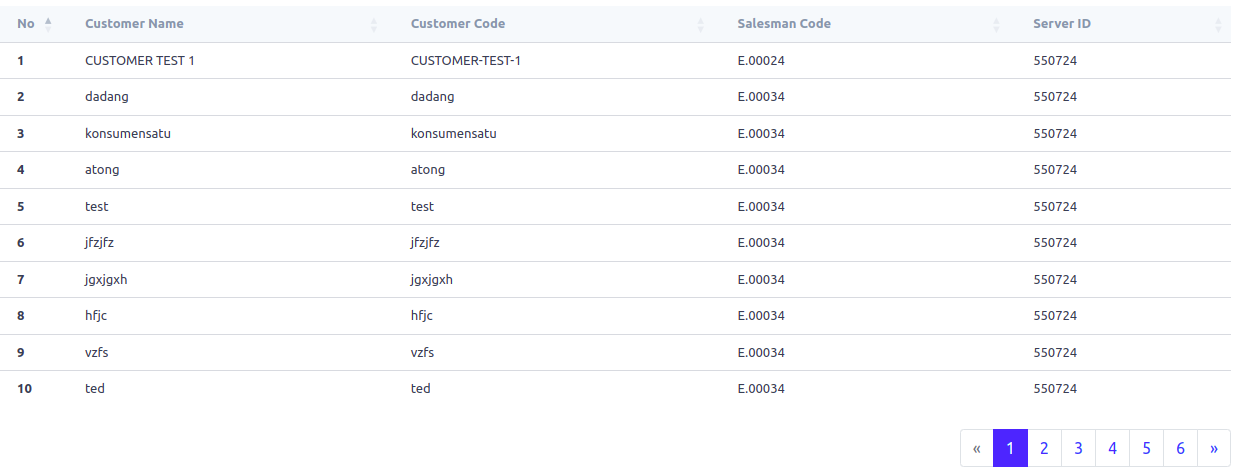 No Customer Name Customer Code Salesman Code Server ID
1 CUSTOMER TEST 1 CUSTOMER-TEST-1 E.00024 550724
2 dadang dadang E.00034 550724
3 konsumensatu konsumensatu E.00034 550724
4 atong atong E.00034 550724
5 test test E.00034 550724
6 jfzjfz jfzjfz E.00034 550724
7 jgxjgxh jgxjgxh E.00034 550724
8 hfjc hfjc E.00034 550724
9 vzfs vzfs E.00034 550724
10 ted ted E.00034 550724
« 1 2 3 4 5 6 »